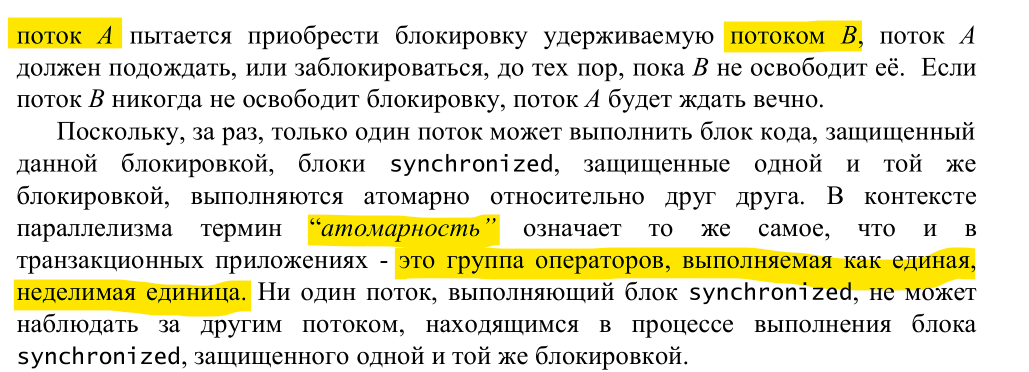 поток A пытается приобрести блокировку удерживаемую потоком B, поток A
должен подождать, или заблокироваться, до тех пор, пока B не освободит её. Если
поток B никогда не освободит блокировку, поток A будет ждать вечно.
Поскольку, за раз, только один поток может выполнить блок кода, защищенный
данной блокировкой, блоки synchronized, защищенные одной и той же
блокировкой, выполняются атомарно относительно друг друга. В контексте
параллелизма термин “атомарность” означает то же самое, что и в
транзакционных приложениях - это группа операторов, выполняемая как единая,
неделимая единица. Ни один поток, выполняющий блок synchronized, не может
наблюдать за другим потоком, находящимся в процессе выполнения блока
synchronized, защищенного одной и той же блокировкой.